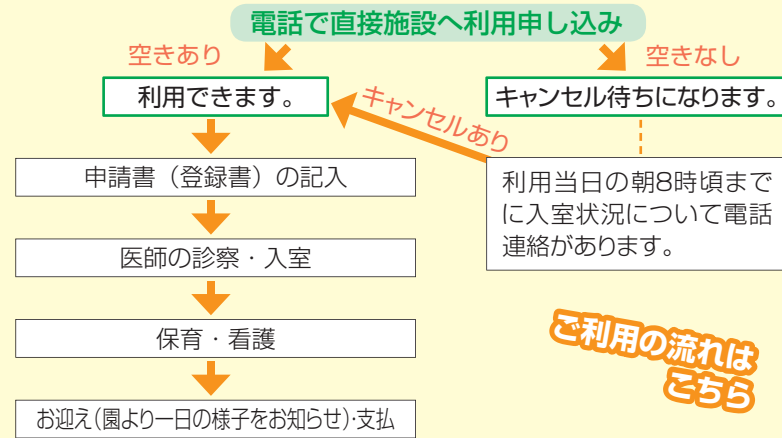 電話で直接施設へ利用申し込み
空きあり
空きなし
利用できます。
キャンセル待ちになります。
キャンセルあり
申請書（登録書）の記入
利用当日の朝8時頃まで
に入室状況について電話
連絡があります。
医師の診察・入室
保育・看護
お迎え(園より一日の様子をお知らせ)・支払
ご利用の流れは
こちら